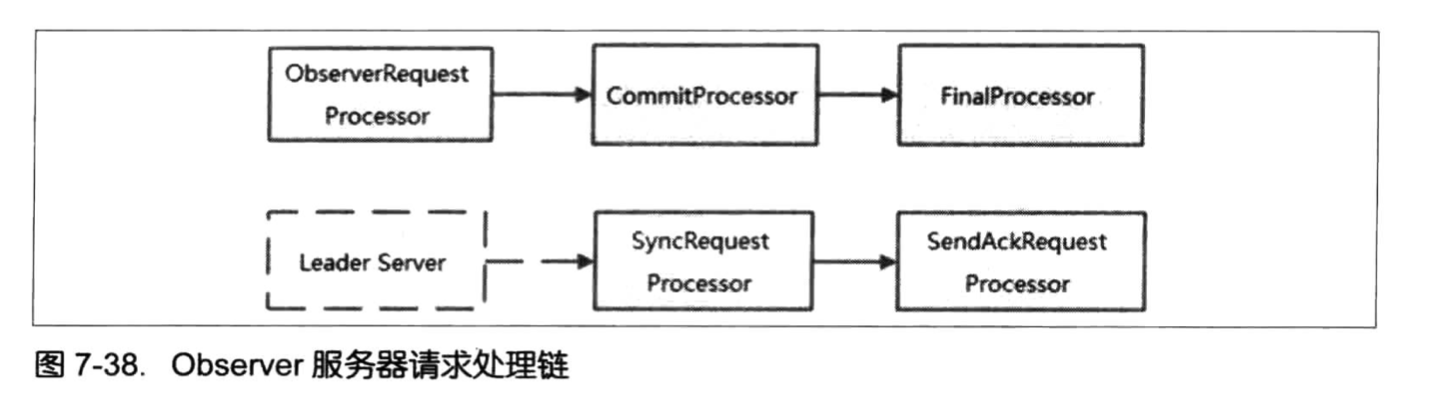 ObserverRequest
Processor
CommitProcessor
FinalProcessor
Leader Server
SyncRequest
Processor
SendAckRequest
Processor
图 7-38. Observer 服务器请求处理链